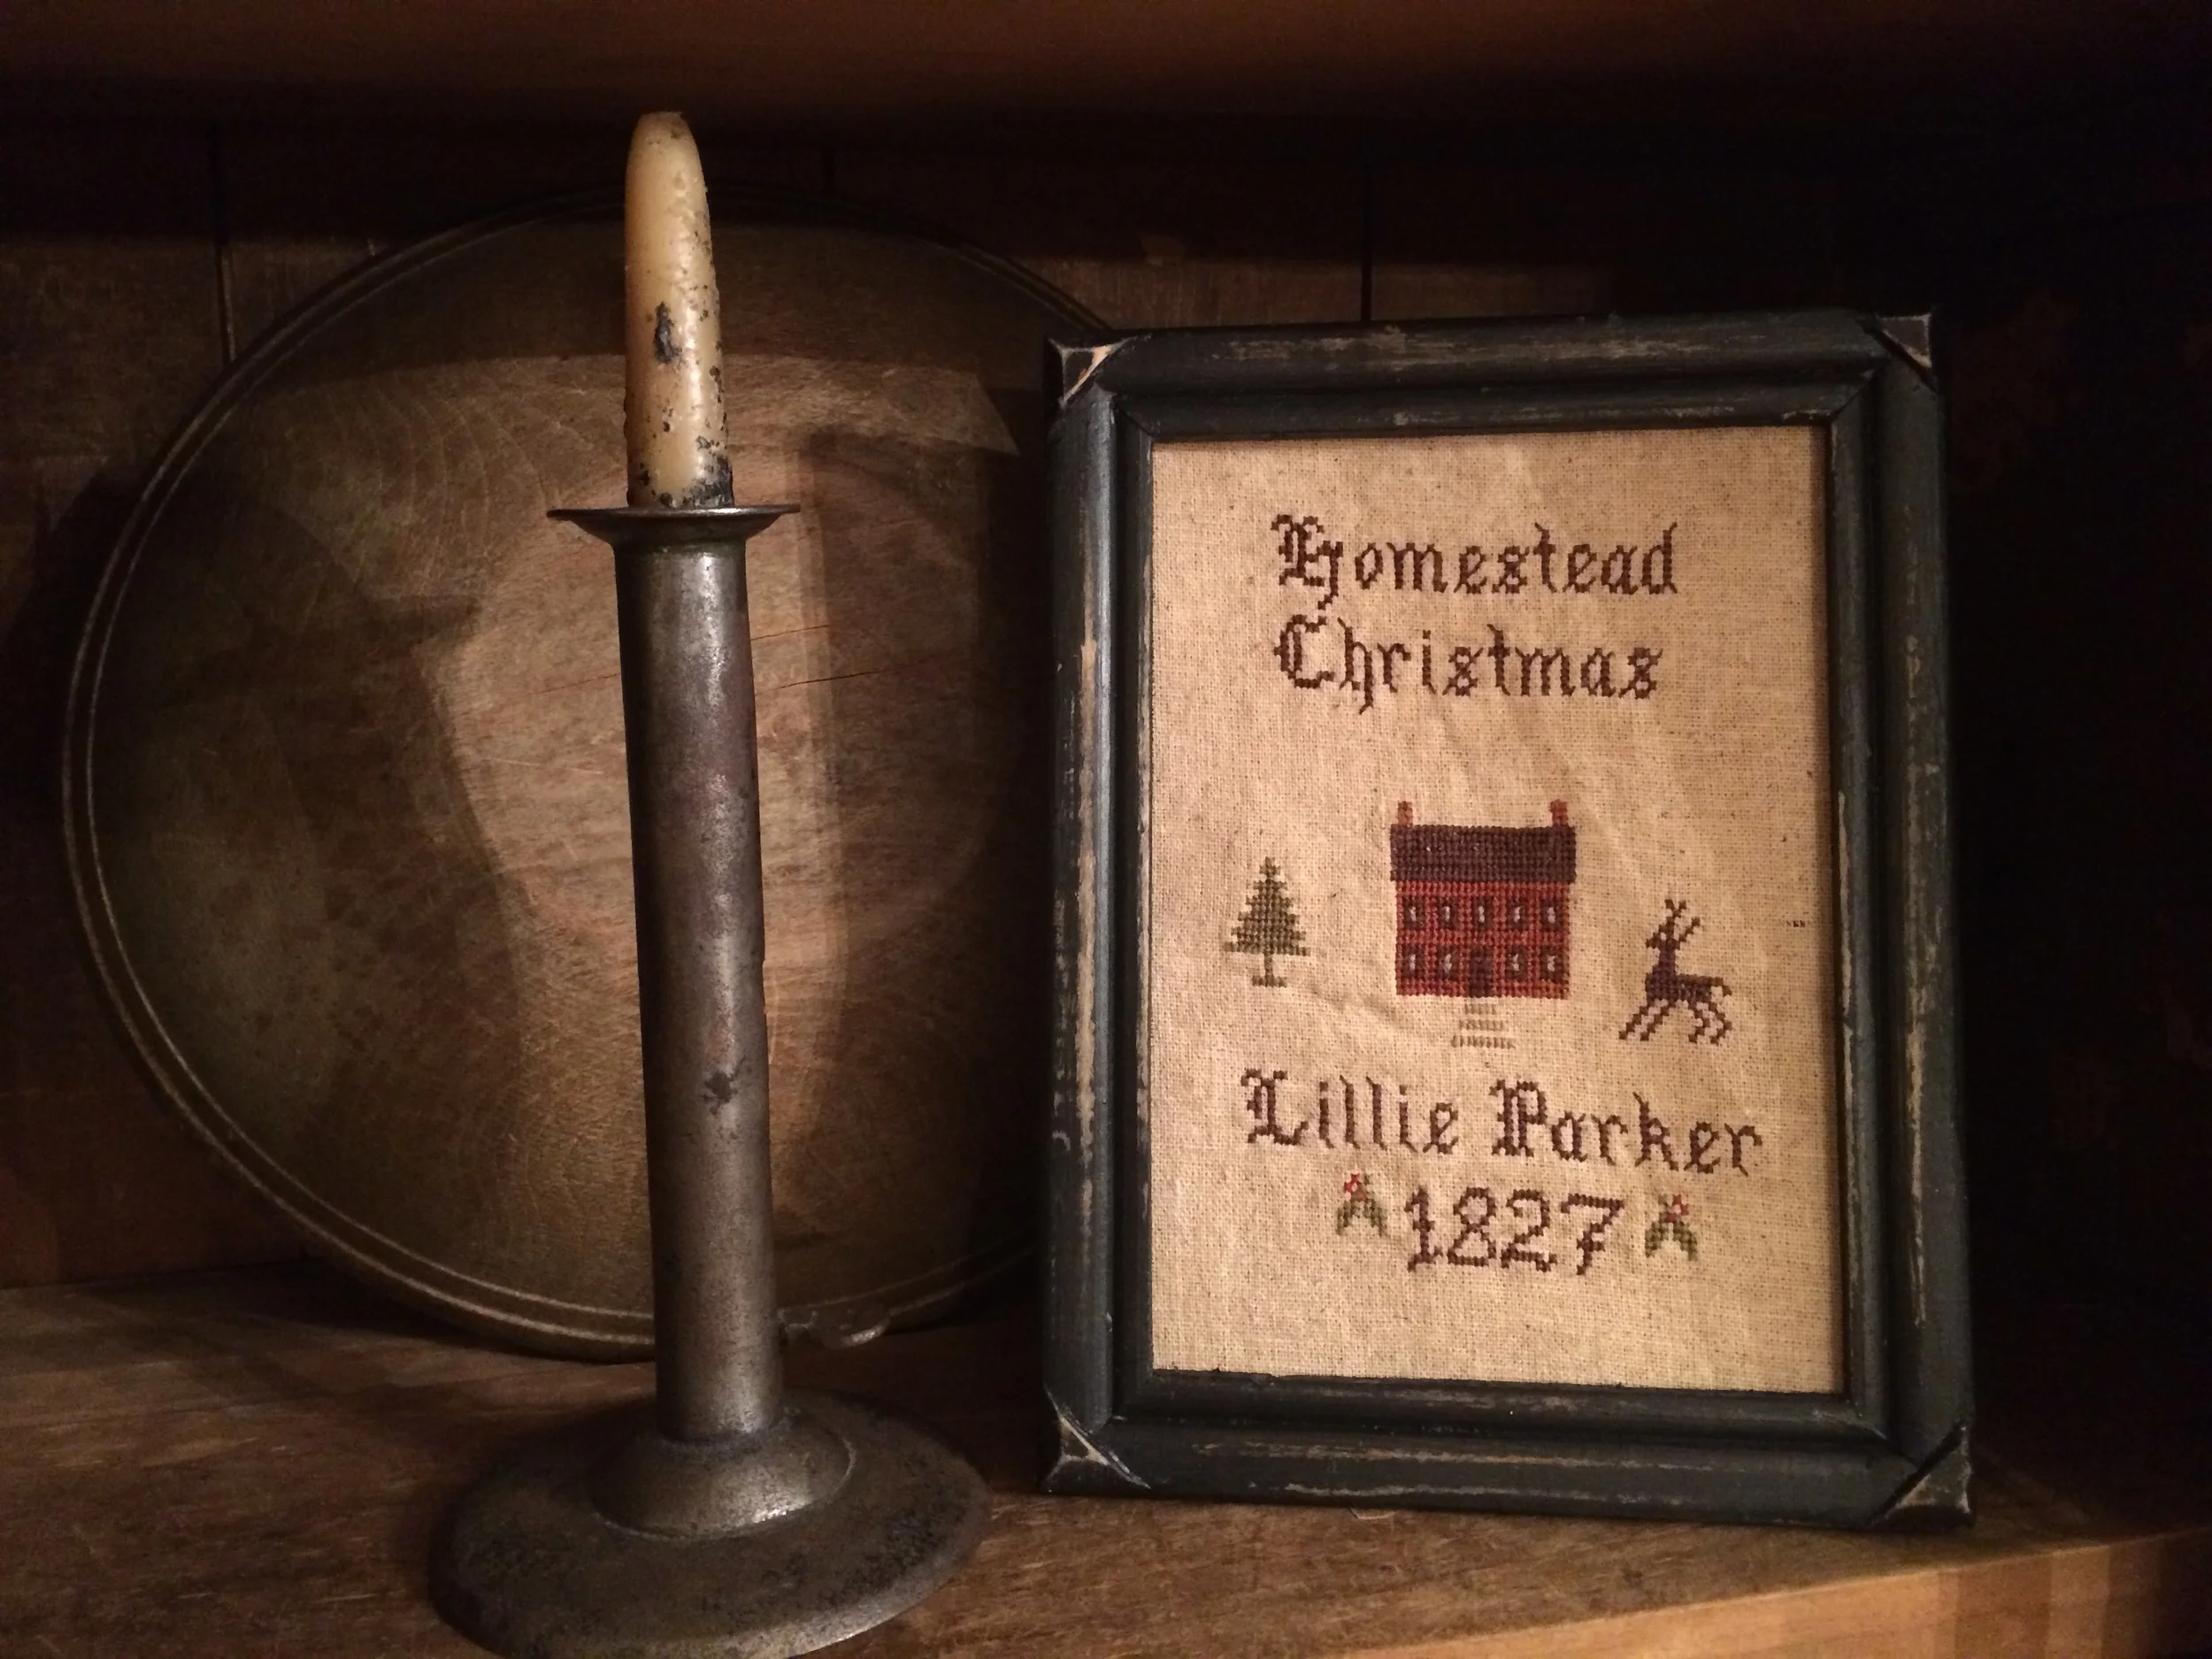 Homestead
Christmas
Lillie Parker
1827